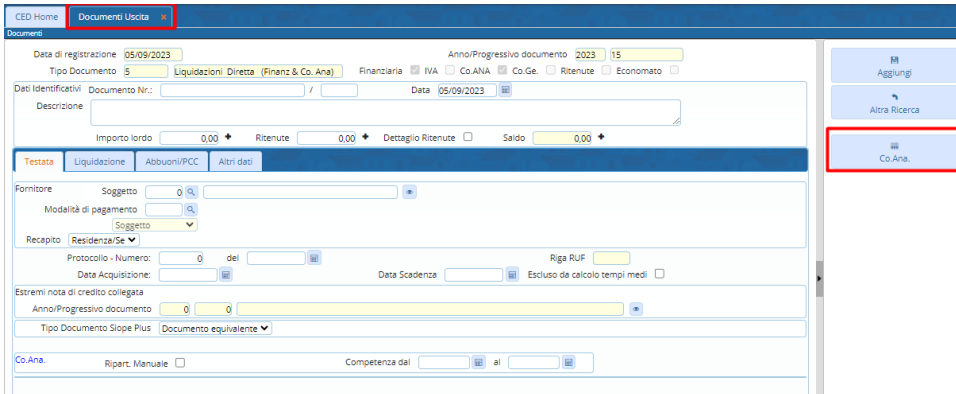 CED Home Documenti Uscita ×
Documenti
Data di registrazione 05/09/2023 Anno/Progressivo documento 2023 15
Tipo Documento 5 Liquidazioni Diretta (Finanz & Co. Ana) Finanziaria IVA Co.ANA Co.Ge. Ritenute Economato
Dati Identificativi Documento Nr.: / Data 05/09/2023
Descrizione
Importo lordo 0,00 Ritenute 0,00 Dettaglio Ritenute Saldo 0,00
Testata Liquidazione Abbuoni/PCC Altri dati
Fornitore Soggetto 0
Modalità di pagamento
Soggetto
Recapito Residenza/Se
Protocollo - Numero: 0 del Riga RUF
Data Acquisizione: Data Scadenza Escluso da calcolo tempi medi
Estremi nota di credito collegata
Anno/Progressivo documento 0 0
Tipo Documento Siope Plus Documento equivalente
Co.Ana. Ripart. Manuale Competenza dal al
Aggiungi
Altra Ricerca
Co.Ana.